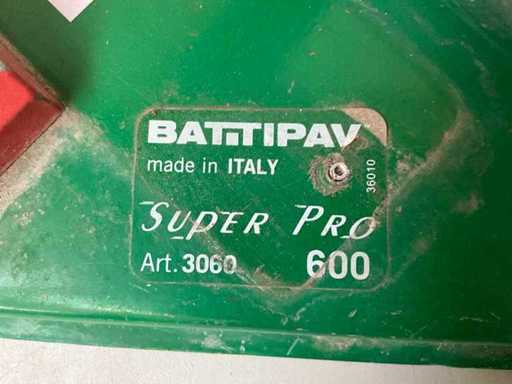 BATTIPAV
made in ITALY
36010
SUPER PRO
Art. 3060
600